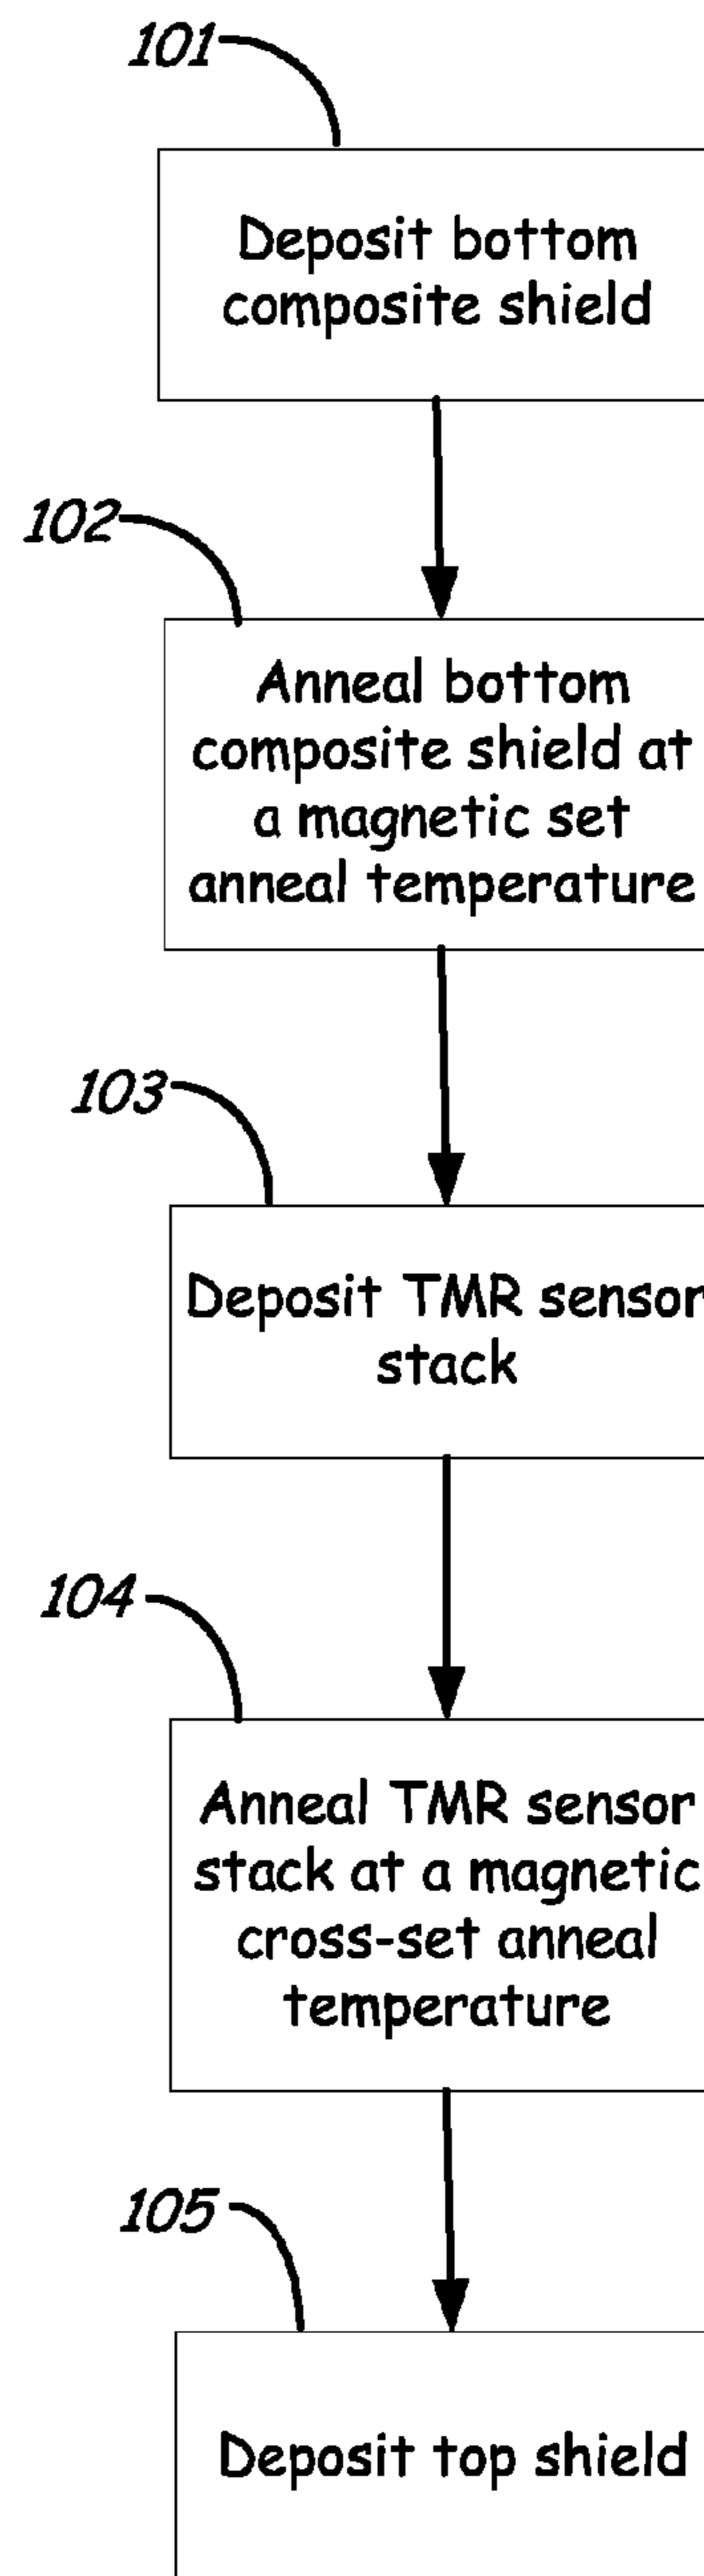 101
Deposit bottom
composite shield
102
Anneal bottom
composite shield at
a magnetic set
anneal temperature
103
Deposit TMR sensor
stack
104
Anneal TMR sensor
stack at a magnetic
cross-set anneal
temperature
105
Deposit top shield